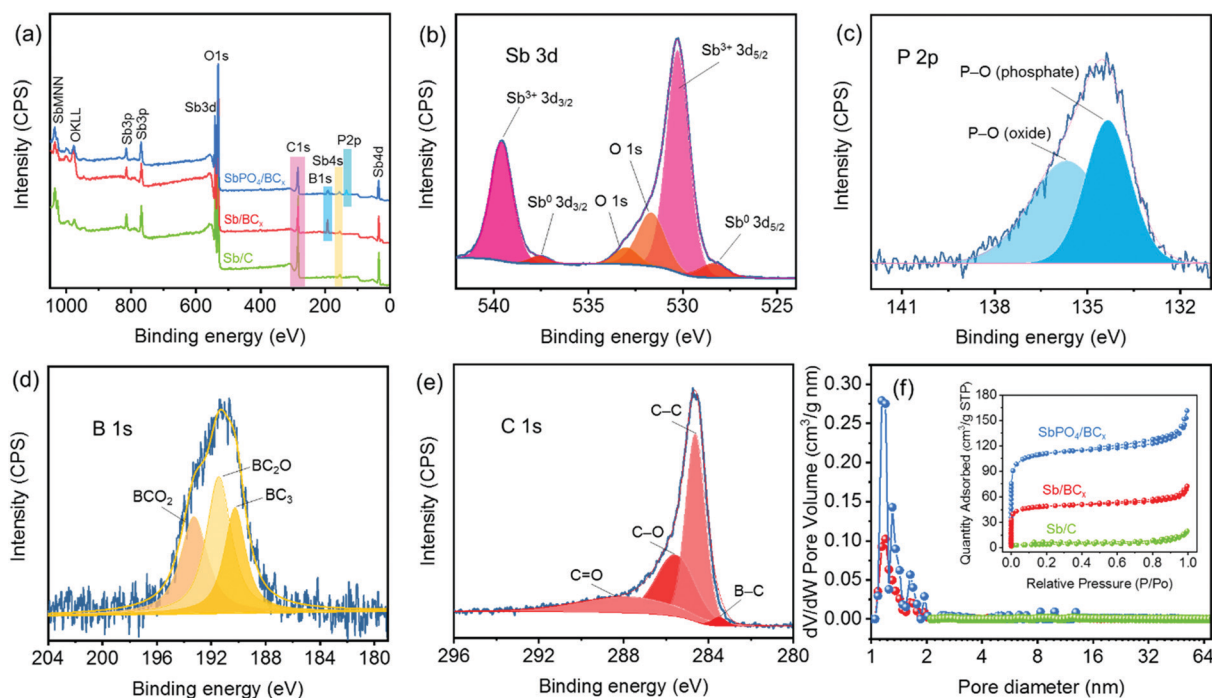 (a)
Intensity (CPS)
SbMNN
OKLL
Sb3p
Sb3p
Sb3d
O1s
C1s
Sb4s
B1s
P2p
Sb4d
SbPO₄/BCₓ
Sb/BCₓ
Sb/C
1000 800 600 400 200 0
Binding energy (eV)
(b)
Intensity (CPS)
Sb 3d
Sb³⁺ 3d₅/₂
Sb³⁺ 3d₃/₂
O 1s
O 1s
Sb⁰ 3d₃/₂
Sb⁰ 3d₅/₂
540 535 530 525
Binding energy (eV)
(c)
Intensity (CPS)
P 2p
P–O (phosphate)
P–O (oxide)
141 138 135 132
Binding energy (eV)
(d)
Intensity (CPS)
B 1s
BC₂O
BCO₂
BC₃
204 200 196 192 188 184 180
Binding energy (eV)
(e)
Intensity (CPS)
C 1s
C–C
C–O
C=O
B–C
296 292 288 284 280
Binding energy (eV)
(f)
dV/dW Pore Volume (cm³/g nm)
0.30
0.25
0.20
0.15
0.10
0.05
0.00
1 2 4 8 16 32 64
Pore diameter (nm)
Quantity Adsorbed (cm³/g STP)
180
150
120
90
60
30
0
SbPO₄/BCₓ
Sb/BCₓ
Sb/C
0.0 0.2 0.4 0.6 0.8 1.0
Relative Pressure (P/Po)